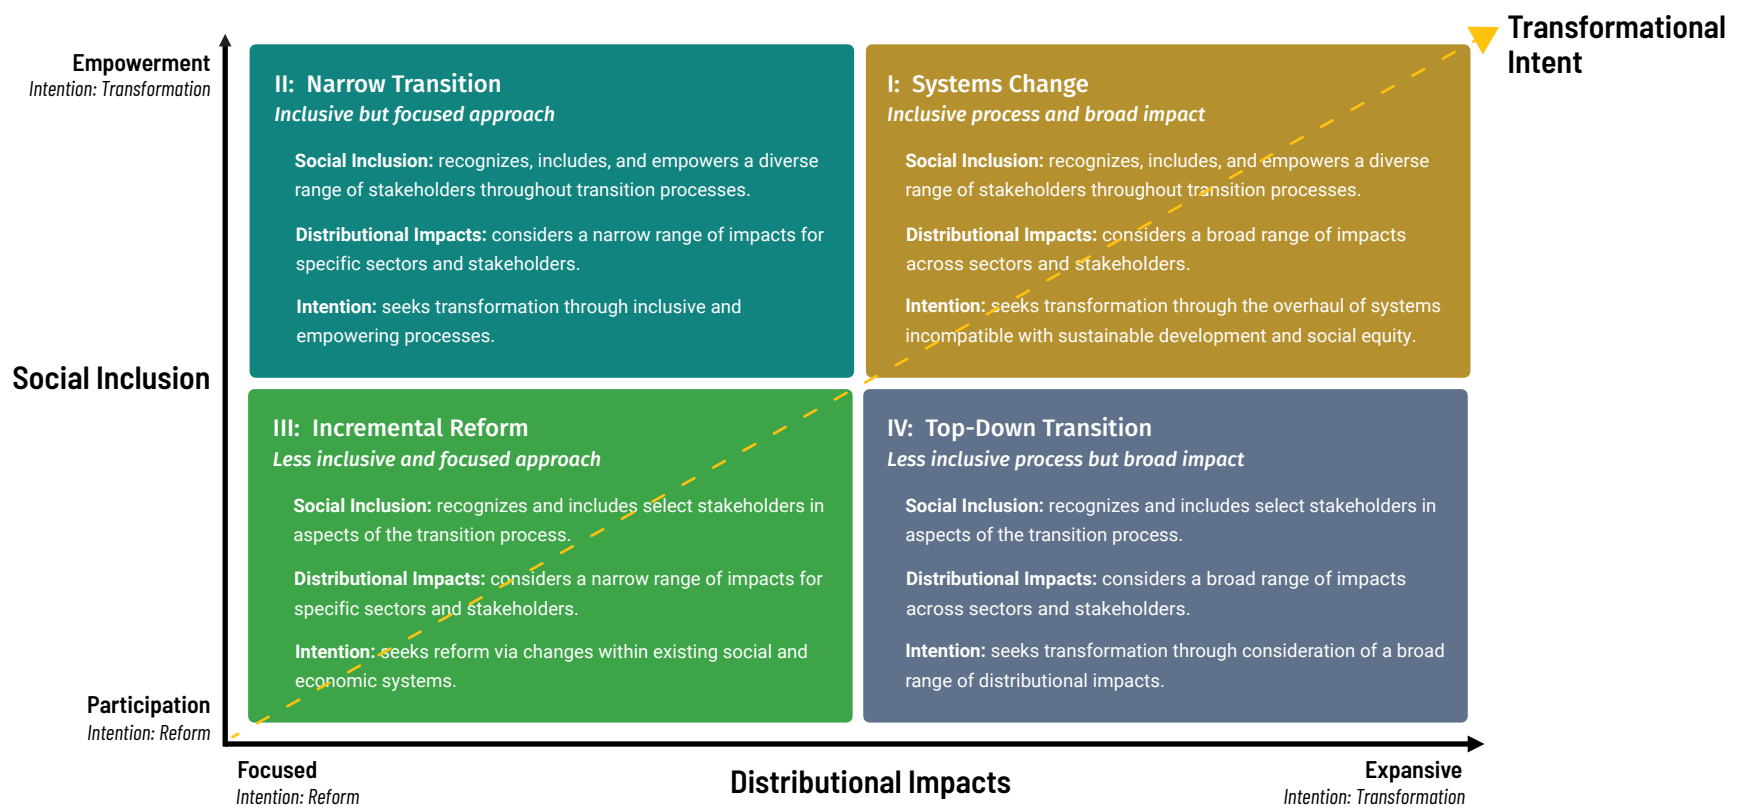 Transformational
Intent
Empowerment
Intention: Transformation
II: Narrow Transition
Inclusive but focused approach
Social Inclusion: recognizes, includes, and empowers a diverse
range of stakeholders throughout transition processes.
Distributional Impacts: considers a narrow range of impacts for
specific sectors and stakeholders.
Intention: seeks transformation through inclusive and
empowering processes.
I: Systems Change
Inclusive process and broad impact
Social Inclusion: recognizes, includes, and empowers a diverse
range of stakeholders throughout transition processes.
Distributional Impacts: considers a broad range of impacts
across sectors and stakeholders.
Intention: seeks transformation through the overhaul of systems
incompatible with sustainable development and social equity.
Social Inclusion
III: Incremental Reform
Less inclusive and focused approach
Social Inclusion: recognizes and includes select stakeholders in
aspects of the transition process.
Distributional Impacts: considers a narrow range of impacts for
specific sectors and stakeholders.
Intention: seeks reform via changes within existing social and
economic systems.
IV: Top-Down Transition
Less inclusive process but broad impact
Social Inclusion: recognizes and includes select stakeholders in
aspects of the transition process.
Distributional Impacts: considers a broad range of impacts
across sectors and stakeholders.
Intention: seeks transformation through consideration of a broad
range of distributional impacts.
Participation
Intention: Reform
Focused
Intention: Reform
Distributional Impacts
Expansive
Intention: Transformation